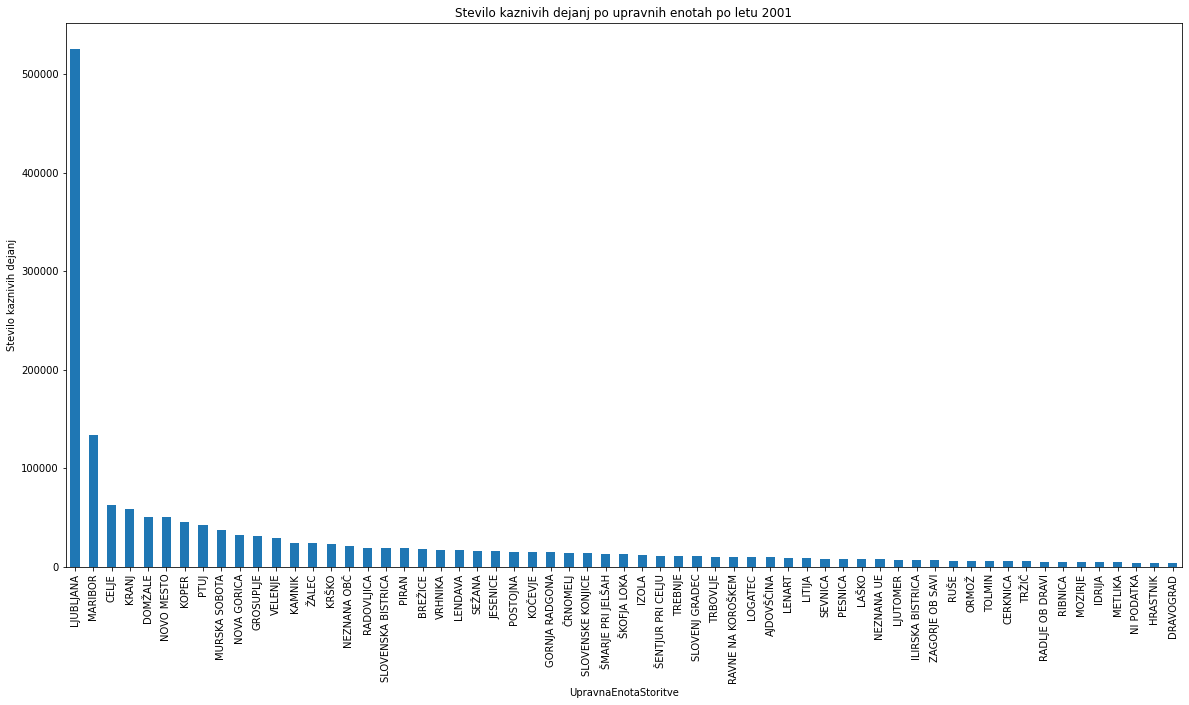 Stevilo kaznivih dejanj po upravnih enotah po letu 2001
Stevilo kaznivih dejanj
500000
400000
300000
200000
100000
0
LJUBLJANA
MARIBOR
CELJE
KRANJ
DOMŽALE
NOVO MESTO
KOPER
PTUJ
MURSKA SOBOTA
NOVA GORICA
GROSUPLJE
VELENJE
KAMNIK
ŽALEC
KRŠKO
NEZNANA OBČ
RADOVLJICA
SLOVENSKA BISTRICA
PIRAN
BREŽICE
VRHNIKA
LENDAVA
SEŽANA
JESENICE
POSTOJNA
KOČEVJE
GORNJA RADGONA
ČRNOMELJ
SLOVENSKE KONJICE
ŠMARJE PRI JELŠAH
ŠKOFJA LOKA
IZOLA
ŠENTJUR PRI CELJU
TREBNJE
SLOVENJ GRADEC
TRBOVLJE
RAVNE NA KOROŠKEM
LOGATEC
AJDOVŠČINA
LENART
LITIJA
SEVNICA
PESNICA
LAŠKO
NEZNANA UE
LJUTOMER
ILIRSKA BISTRICA
ZAGORJE OB SAVI
RUŠE
ORMOŽ
TOLMIN
CERKNICA
TRŽIČ
RADLJE OB DRAVI
RIBNICA
MOZIRJE
IDRIJA
METLIKA
NI PODATKA
HRASTNIK
DRAVOGRAD
UpravnaEnotaStoritve